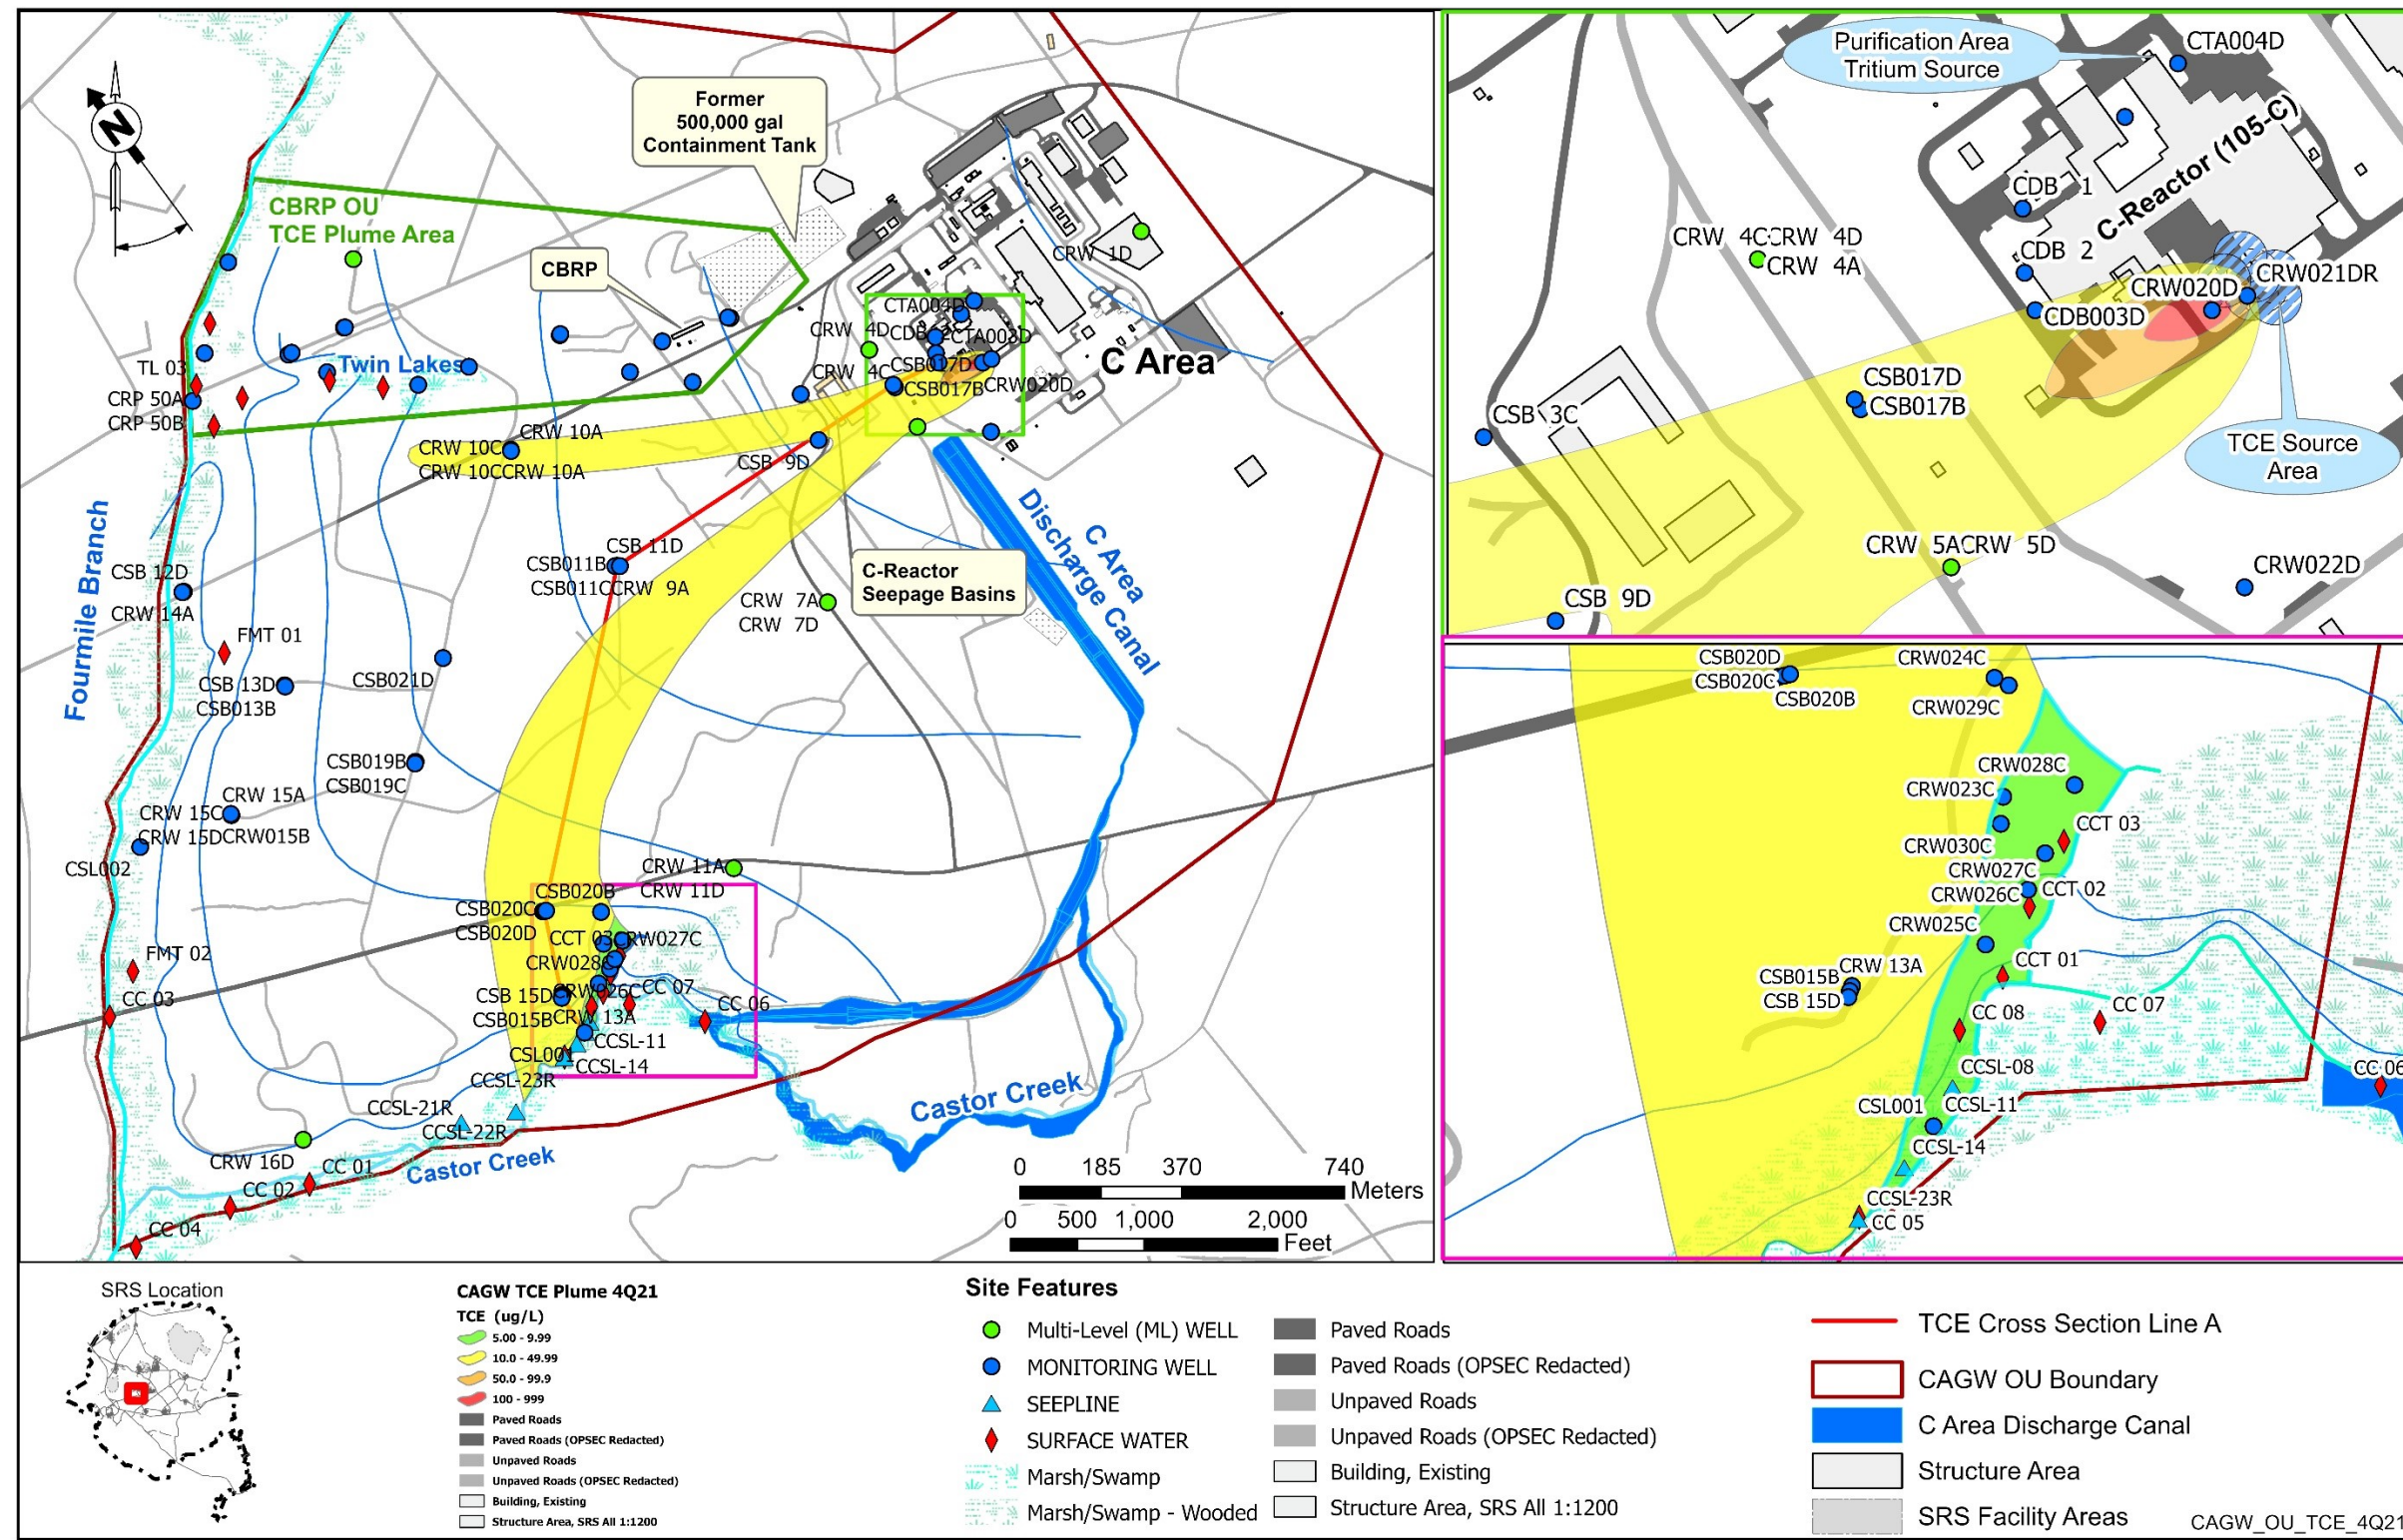 N
Former
500,000 gal
Containment Tank
CBRP OU
TCE Plume Area
CBRP
CRW 1D
CTA004D
CRW 4D
CTA003D
CRW 4C
CSB017D
CSB017B
CRW020D
C Area
TL 03
Twin Lakes
CRP 50A
CRP 50B
CRW 10A
CRW 10C
CRW 10CCRW 10A
CSB 9D
C Area
Discharge Canal
Fourmile Branch
CSB 11D
CSB011B
CSB011CCRW 9A
CSB 12D
CRW 14A
C-Reactor
Seepage Basins
CRW 7A
CRW 7D
FMT 01
CSB 13D
CSB013B
CSB021D
CSB019B
CSB019C
CRW 15A
CRW 15C
CRW 15DCRW015B
CSL002
CRW 11A
CRW 11D
CSB020B
CSB020C
CSB020D
CCT 03CRW027C
CRW028C
FMT 02
CC 03
CSB 15D
CRW026C
CC 07
CC 06
CSB015B
CRW 13A
CCSL-11
CSL001
CCSL-14
CCSL-23R
CCSL-21R
CCSL-22R
Castor Creek
Castor Creek
CRW 16D
CC 01
CC 02
CC 04
0 185 370 740
Meters
0 500 1,000 2,000
Feet
Purification Area
Tritium Source
CTA004D
C-Reactor (105-C)
CDB 1
CDB 2
CRW 4CCRW 4D
CRW 4A
CRW021DR
CRW020D
CDB003D
CSB017D
CSB017B
CSB 3C
TCE Source
Area
CRW 5ACRW 5D
CRW022D
CSB 9D
CSB020D
CSB020C
CSB020B
CRW024C
CRW029C
CRW028C
CRW023C
CCT 03
CRW030C
CRW027C
CRW026C
CCT 02
CRW025C
CCT 01
CSB015B
CRW 13A
CSB 15D
CC 08
CC 07
CCSL-08
CC 06
CSL001
CCSL-11
CCSL-14
CCSL-23R
CC 05
SRS Location
CAGW TCE Plume 4Q21
TCE (ug/L)
5.00 - 9.99
10.0 - 49.99
50.0 - 99.9
100 - 999
Paved Roads
Paved Roads (OPSEC Redacted)
Unpaved Roads
Unpaved Roads (OPSEC Redacted)
Building, Existing
Structure Area, SRS All 1:1200
Site Features
Multi-Level (ML) WELL
MONITORING WELL
SEEPLINE
SURFACE WATER
Marsh/Swamp
Marsh/Swamp - Wooded
Paved Roads
Paved Roads (OPSEC Redacted)
Unpaved Roads
Unpaved Roads (OPSEC Redacted)
Building, Existing
Structure Area, SRS All 1:1200
TCE Cross Section Line A
CAGW OU Boundary
C Area Discharge Canal
Structure Area
SRS Facility Areas
CAGW_OU_TCE_4Q21